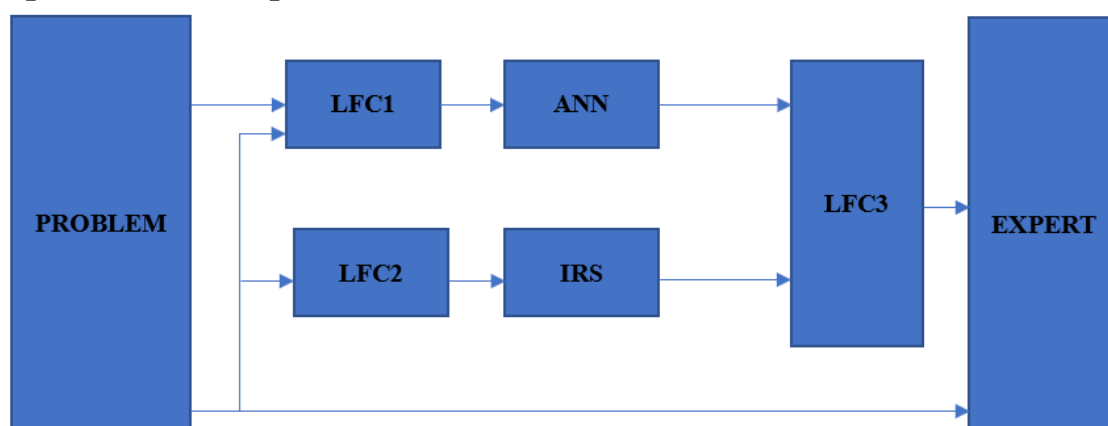 LFC1
ANN
PROBLEM
LFC3
EXPERT
LFC2
IRS